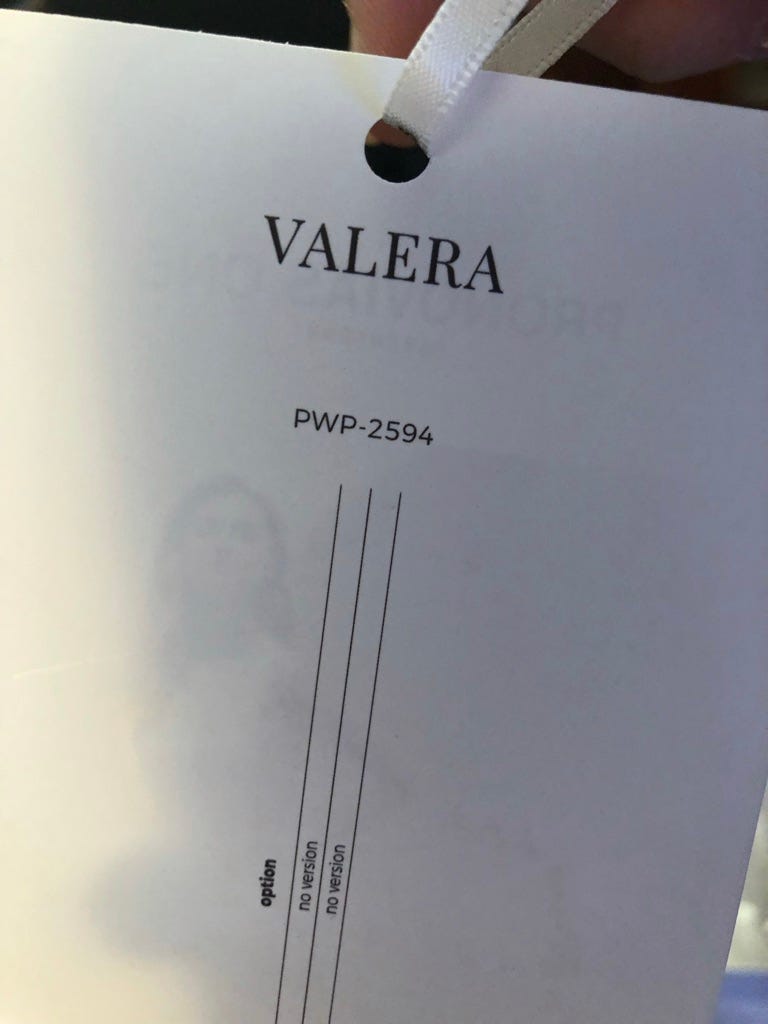 VALERA
PWP-2594
option
no version
no version